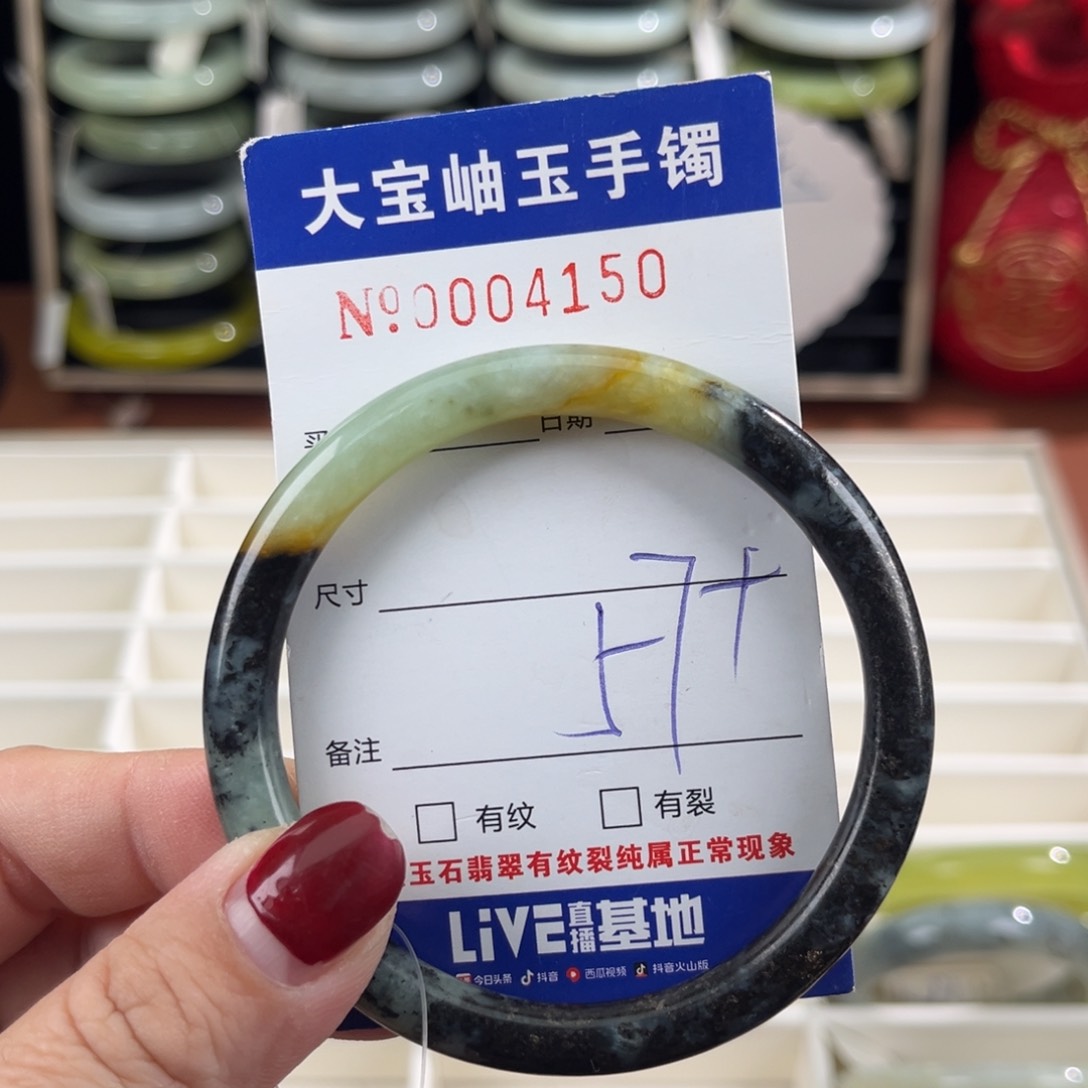 大宝岫玉手镯
№.0004150
日期
尺寸
57+
备注
有纹 有裂
玉石翡翠有纹裂纯属正常现象
LiVE直播基地
今日头条 抖音 西瓜视频 抖音火山版